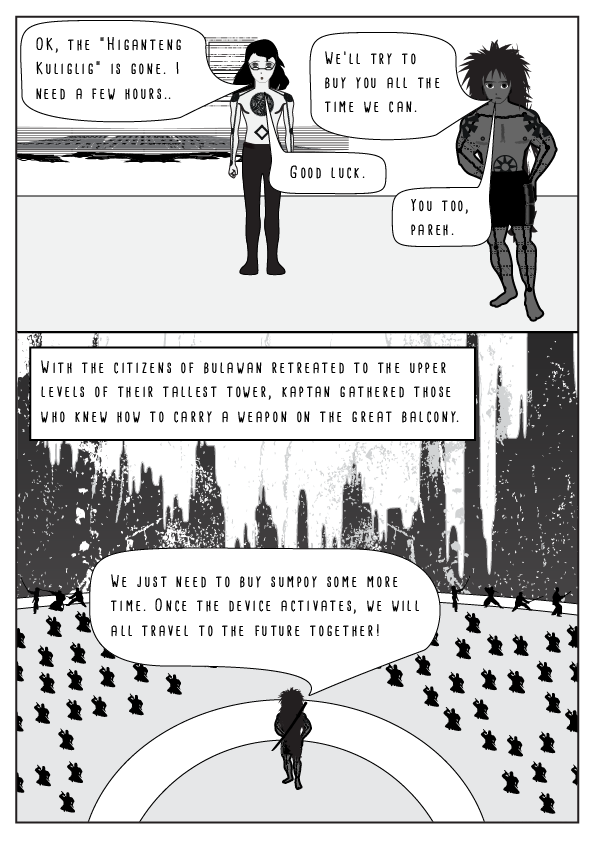 OK, the "Higanteng
Kuliglig" is gone. I
need a few hours..
We'll try to
buy you all the
time we can.
Good luck.
You too,
pareh.
With the citizens of bulawan retreated to the upper
levels of their tallest tower, kaptan gathered those
who knew how to carry a weapon on the great balcony.
We just need to buy sumpoy some more
time. Once the device activates, we will
all travel to the future together!